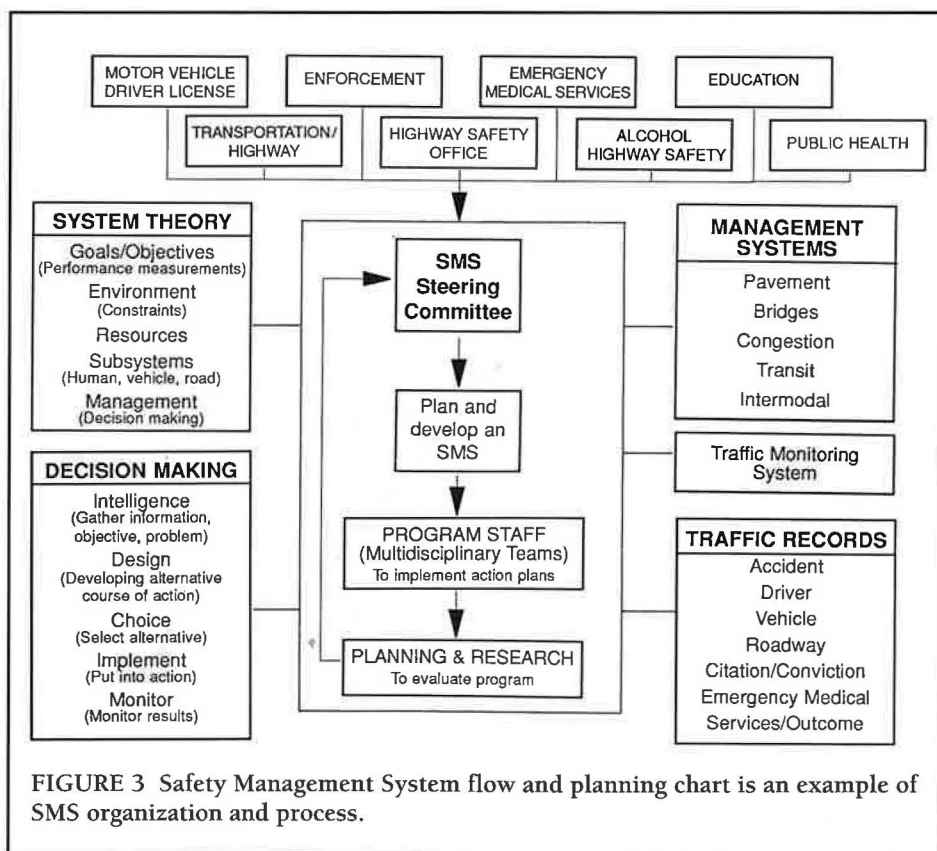 MOTOR VEHICLE
DRIVER LICENSE
ENFORCEMENT
EMERGENCY
MEDICAL SERVICES
EDUCATION
TRANSPORTATION/
HIGHWAY
HIGHWAY SAFETY
OFFICE
ALCOHOL
HIGHWAY SAFETY
PUBLIC HEALTH
SYSTEM THEORY
Goals/Objectives
(Performance measurements)
Environment
(Constraints)
Resources
Subsystems
(Human, vehicle, road)
Management
(Decision making)
DECISION MAKING
Intelligence
(Gather information,
objective, problem)
Design
(Developing alternative
course of action)
Choice
(Select alternative)
Implement
(Put into action)
Monitor
(Monitor results)
SMS
Steering
Committee
Plan and
develop an
SMS
PROGRAM STAFF
(Multidisciplinary Teams)
To implement action plans
PLANNING & RESEARCH
To evaluate program
MANAGEMENT
SYSTEMS
Pavement
Bridges
Congestion
Transit
Intermodal
Traffic Monitoring
System
TRAFFIC RECORDS
Accident
Driver
Vehicle
Roadway
Citation/Conviction
Emergency Medical
Services/Outcome
FIGURE 3 Safety Management System flow and planning chart is an example of
SMS organization and process.